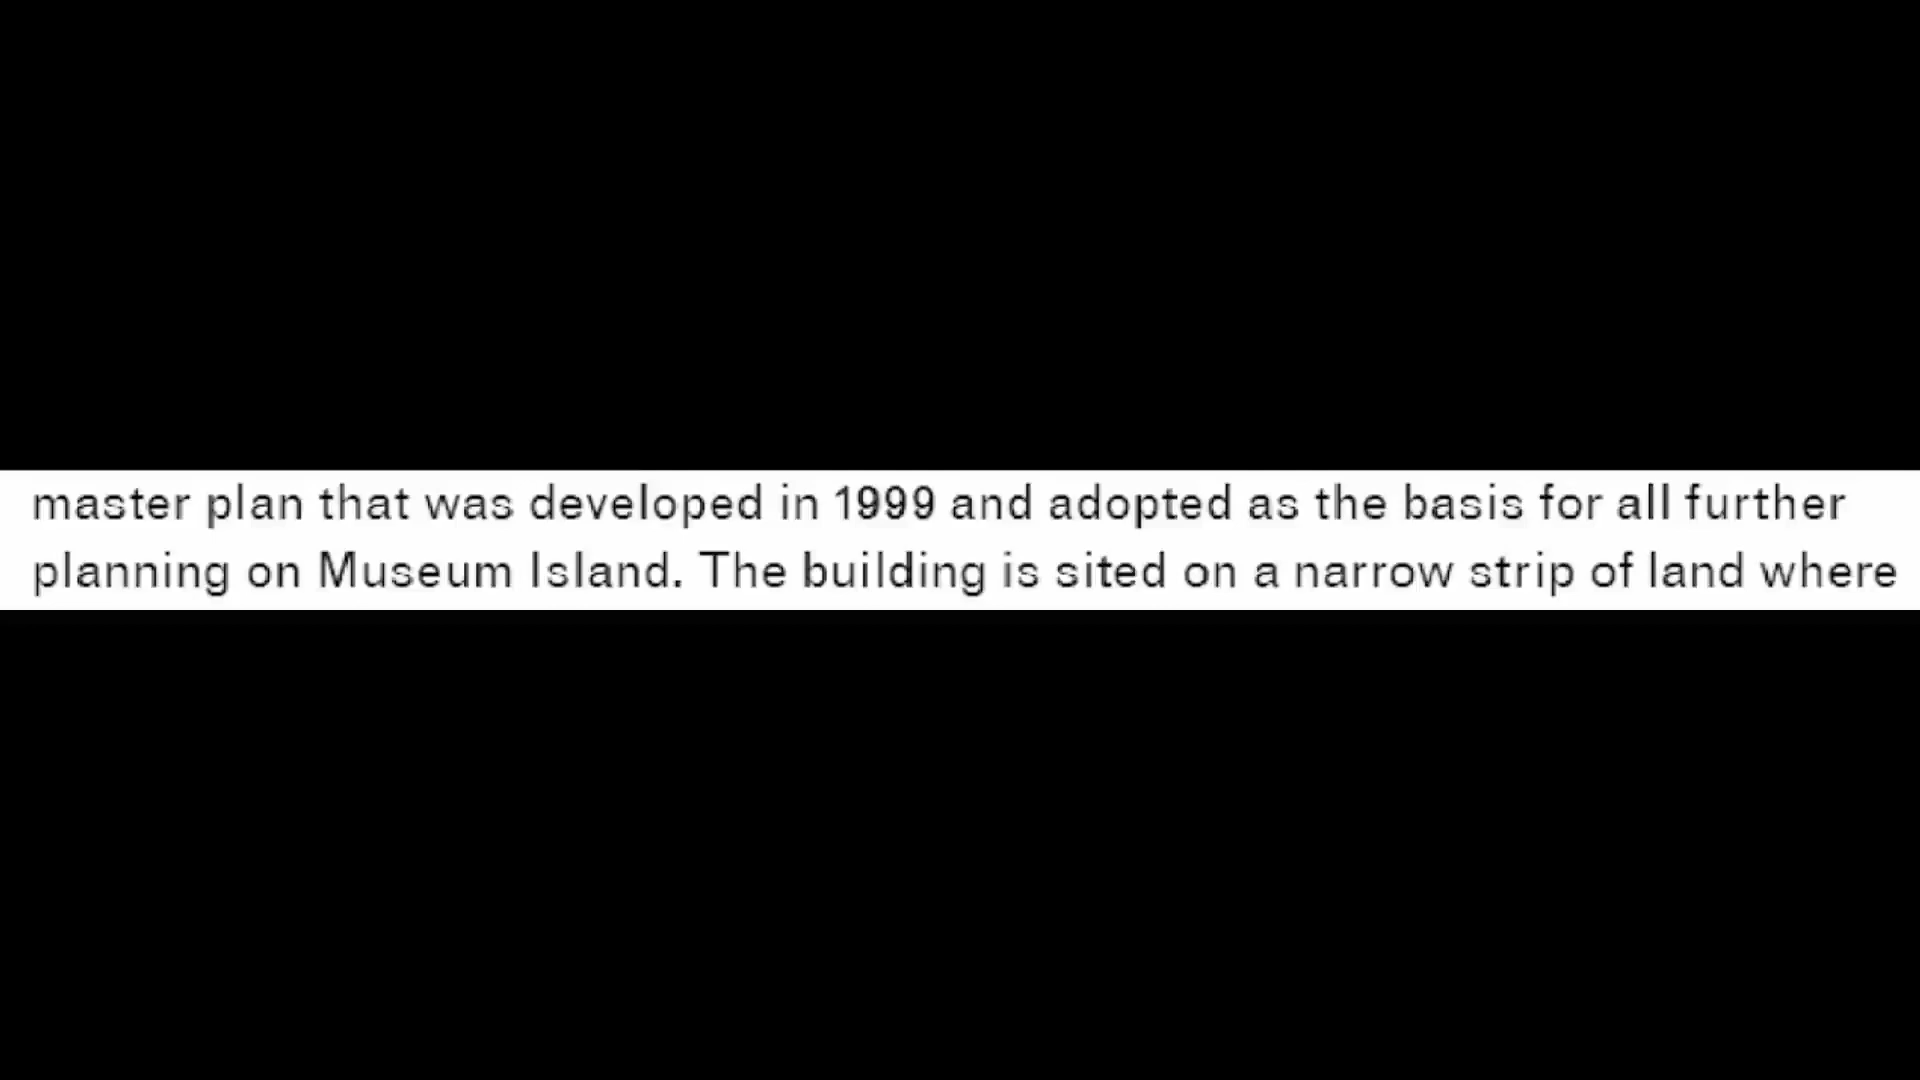 master plan that was developed in 1999 and adopted as the basis for all further
planning on Museum Island. The building is sited on a narrow strip of land where